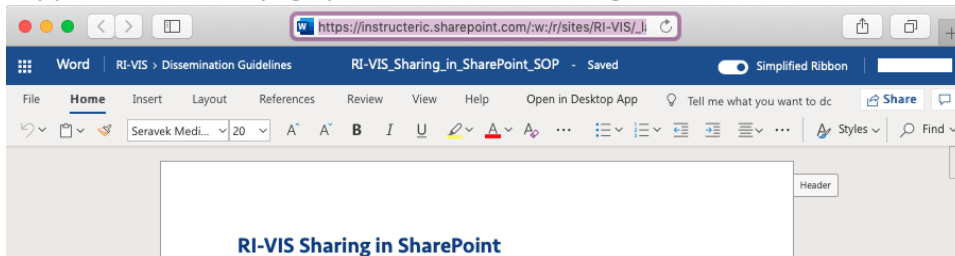 https://instructeric.sharepoint.com/:w:/r/sites/RI-VIS/_la
Word RI-VIS > Dissemination Guidelines RI-VIS_Sharing_in_SharePoint_SOP - Saved Simplified Ribbon
File Home Insert Layout References Review View Help Open in Desktop App Tell me what you want to dc Share
Seravek Medi... 20 A A B I U A A ... Styles Find
Header
RI-VIS Sharing in SharePoint